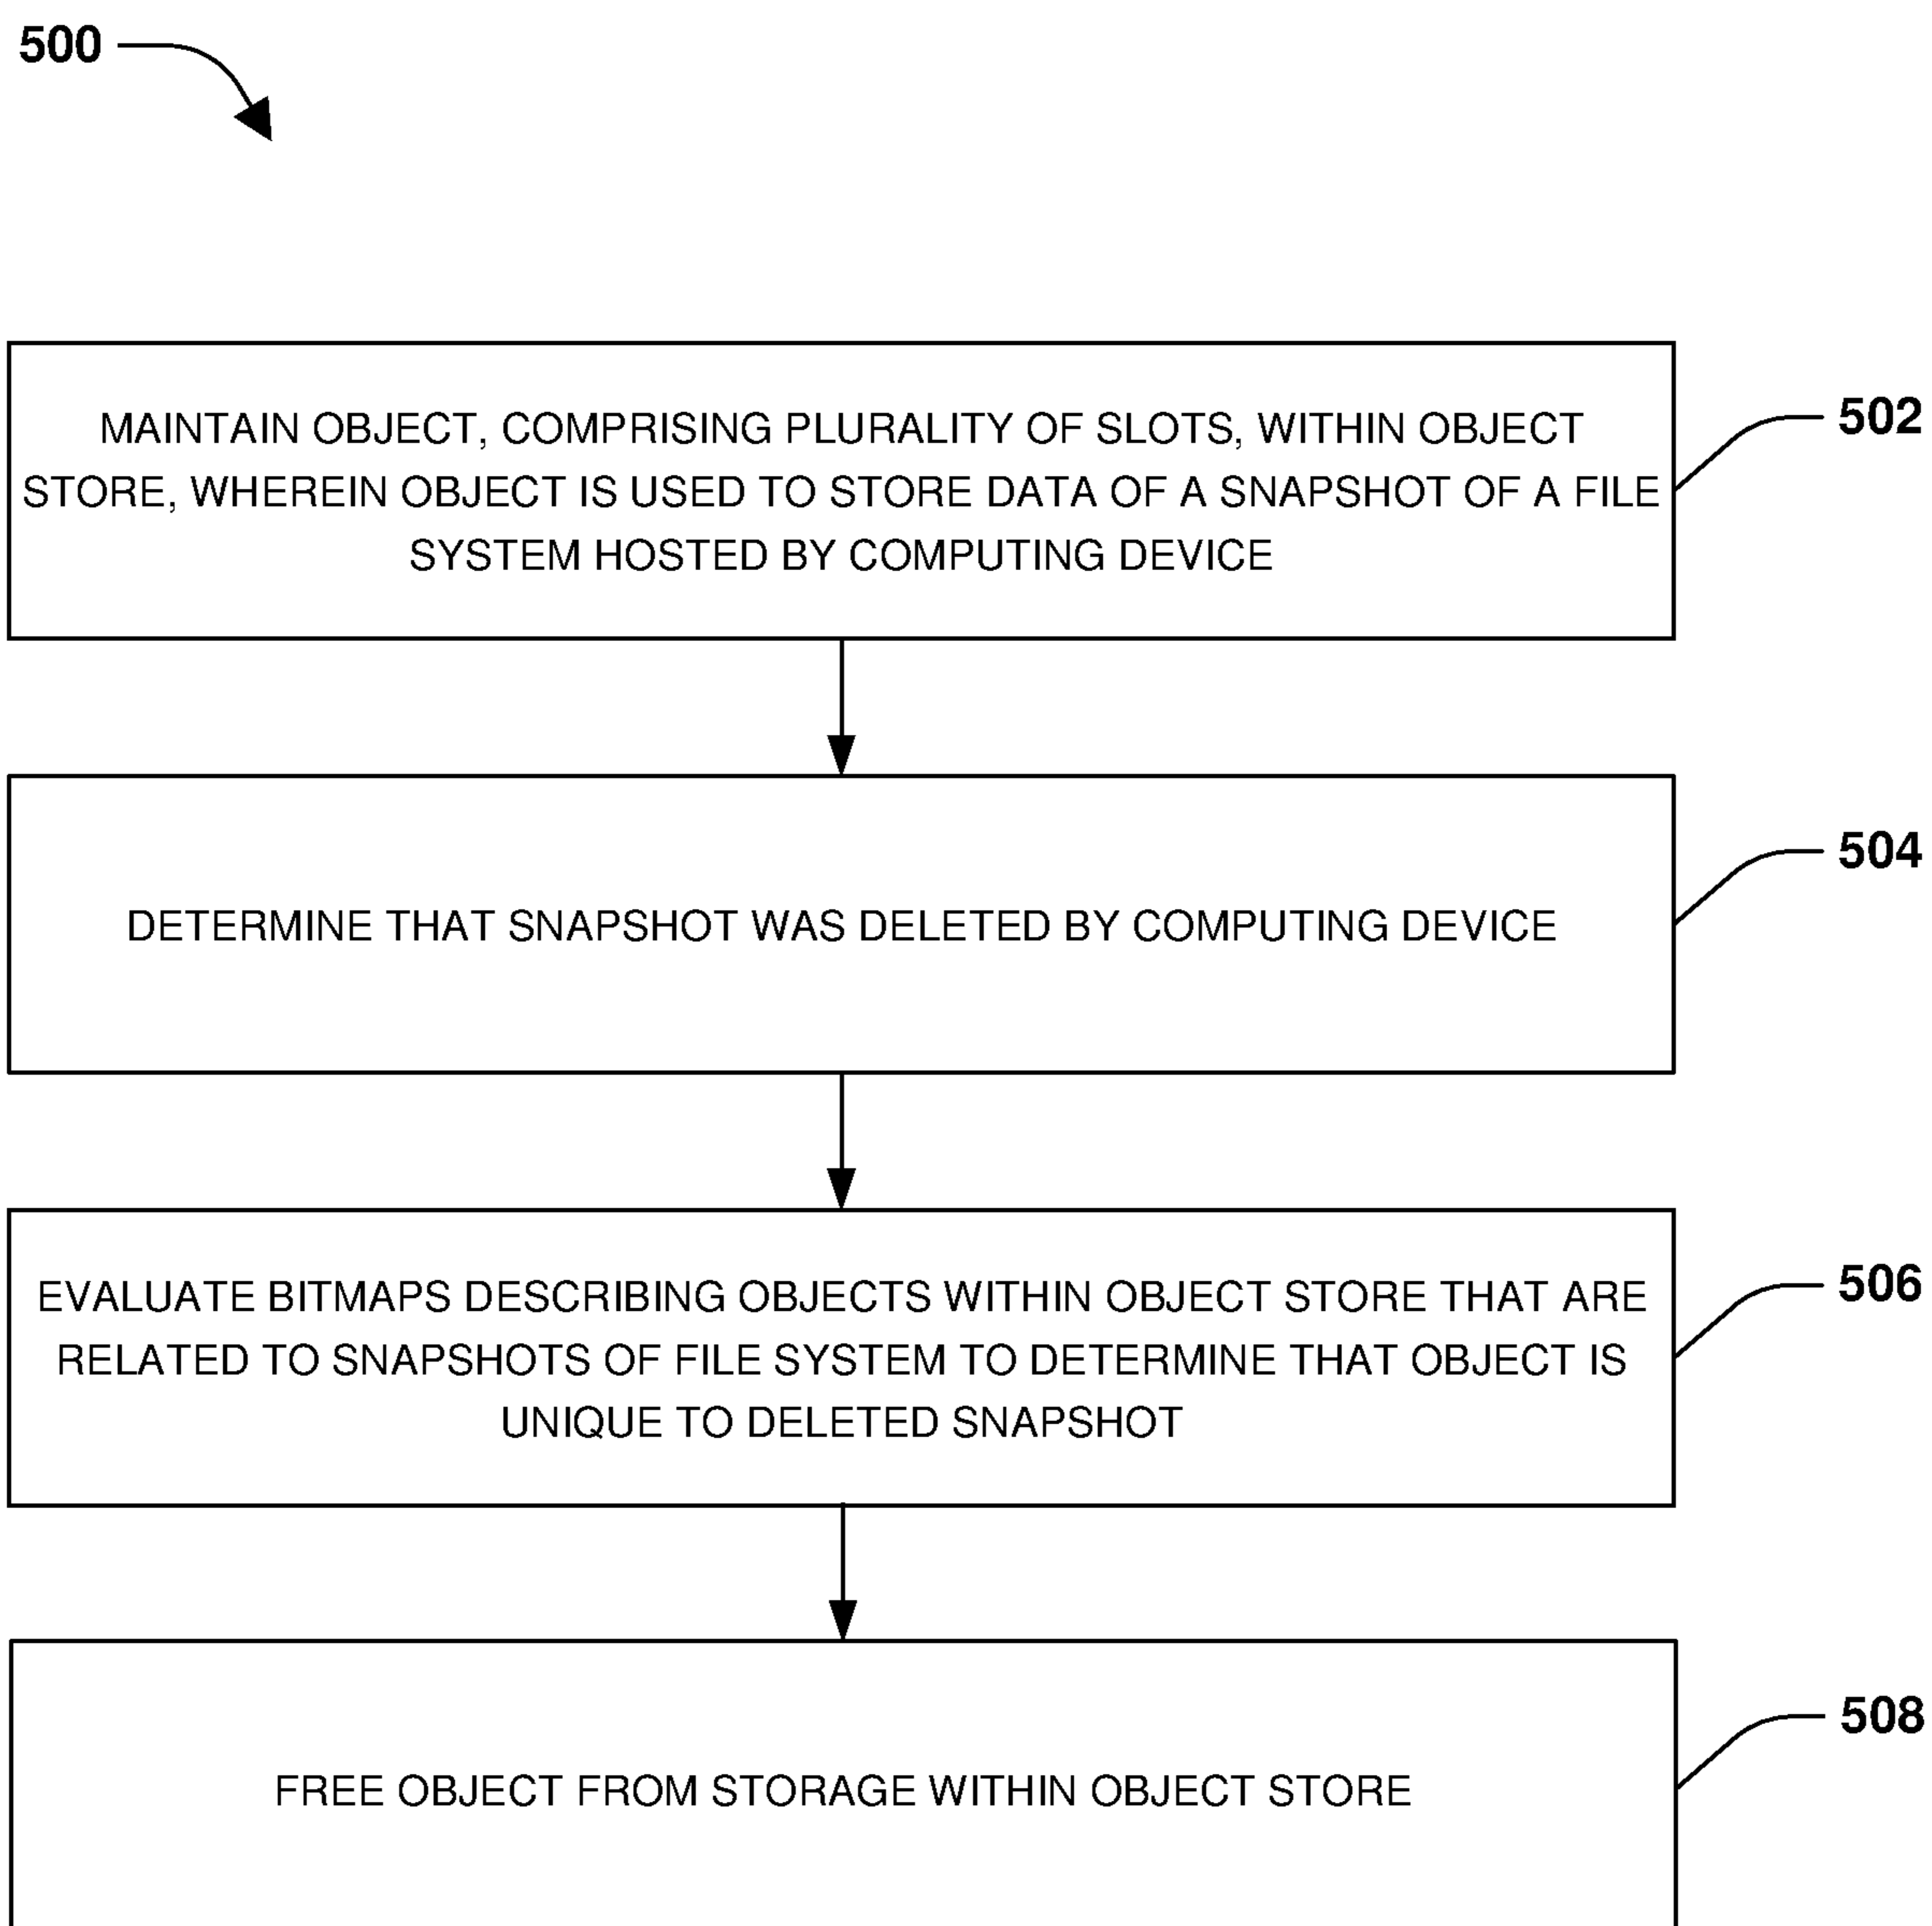 500
MAINTAIN OBJECT, COMPRISING PLURALITY OF SLOTS, WITHIN OBJECT
STORE, WHEREIN OBJECT IS USED TO STORE DATA OF A SNAPSHOT OF A FILE
SYSTEM HOSTED BY COMPUTING DEVICE
502
DETERMINE THAT SNAPSHOT WAS DELETED BY COMPUTING DEVICE
504
EVALUATE BITMAPS DESCRIBING OBJECTS WITHIN OBJECT STORE THAT ARE
RELATED TO SNAPSHOTS OF FILE SYSTEM TO DETERMINE THAT OBJECT IS
UNIQUE TO DELETED SNAPSHOT
506
FREE OBJECT FROM STORAGE WITHIN OBJECT STORE
508